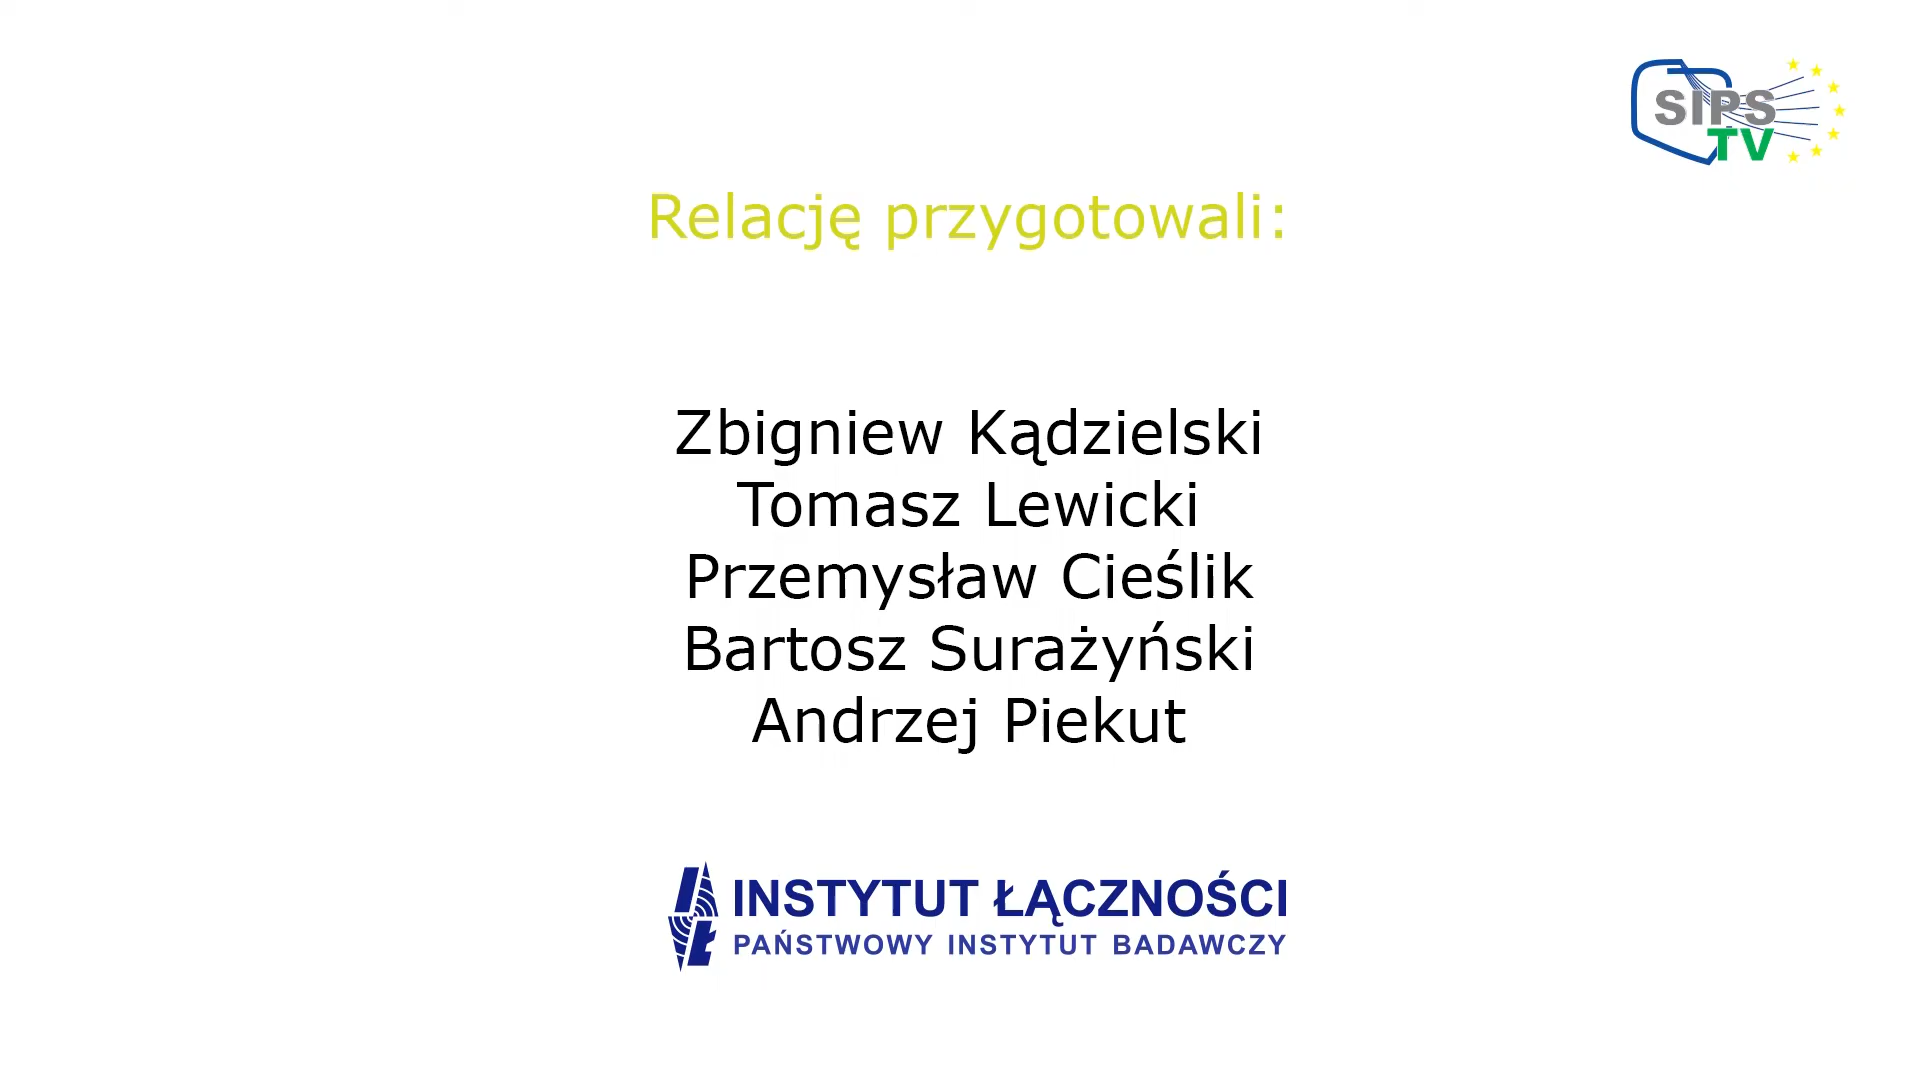 SIPS
TV
Relację przygotowali:
Zbigniew Kądzielski
Tomasz Lewicki
Przemysław Cieślik
Bartosz Surażyński
Andrzej Piekut
INSTYTUT ŁĄCZNOŚCI
PAŃSTWOWY INSTYTUT BADAWCZY